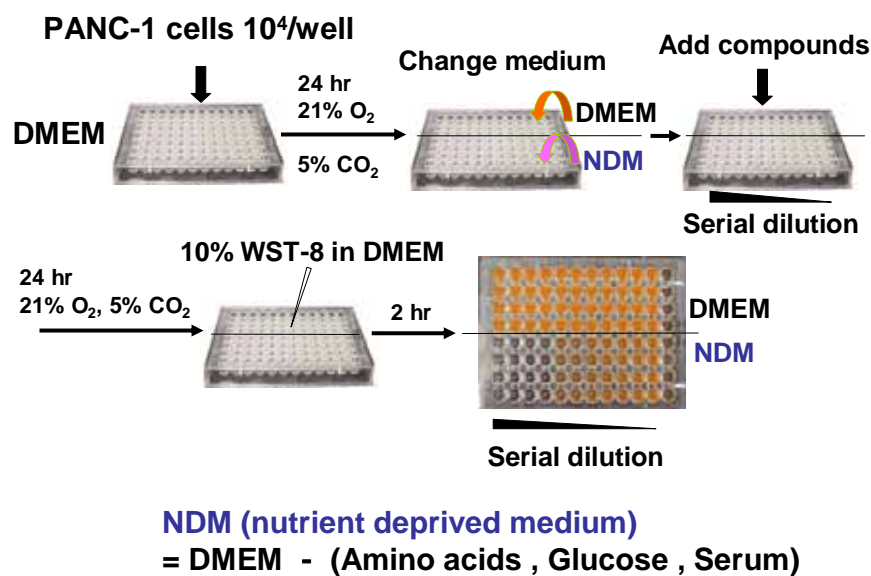 PANC-1 cells 10⁴/well
DMEM
24 hr
21% O₂
5% CO₂
Change medium
DMEM
NDM
Add compounds
Serial dilution
24 hr
21% O₂, 5% CO₂
10% WST-8 in DMEM
2 hr
DMEM
NDM
Serial dilution
NDM (nutrient deprived medium)
= DMEM - (Amino acids , Glucose , Serum)